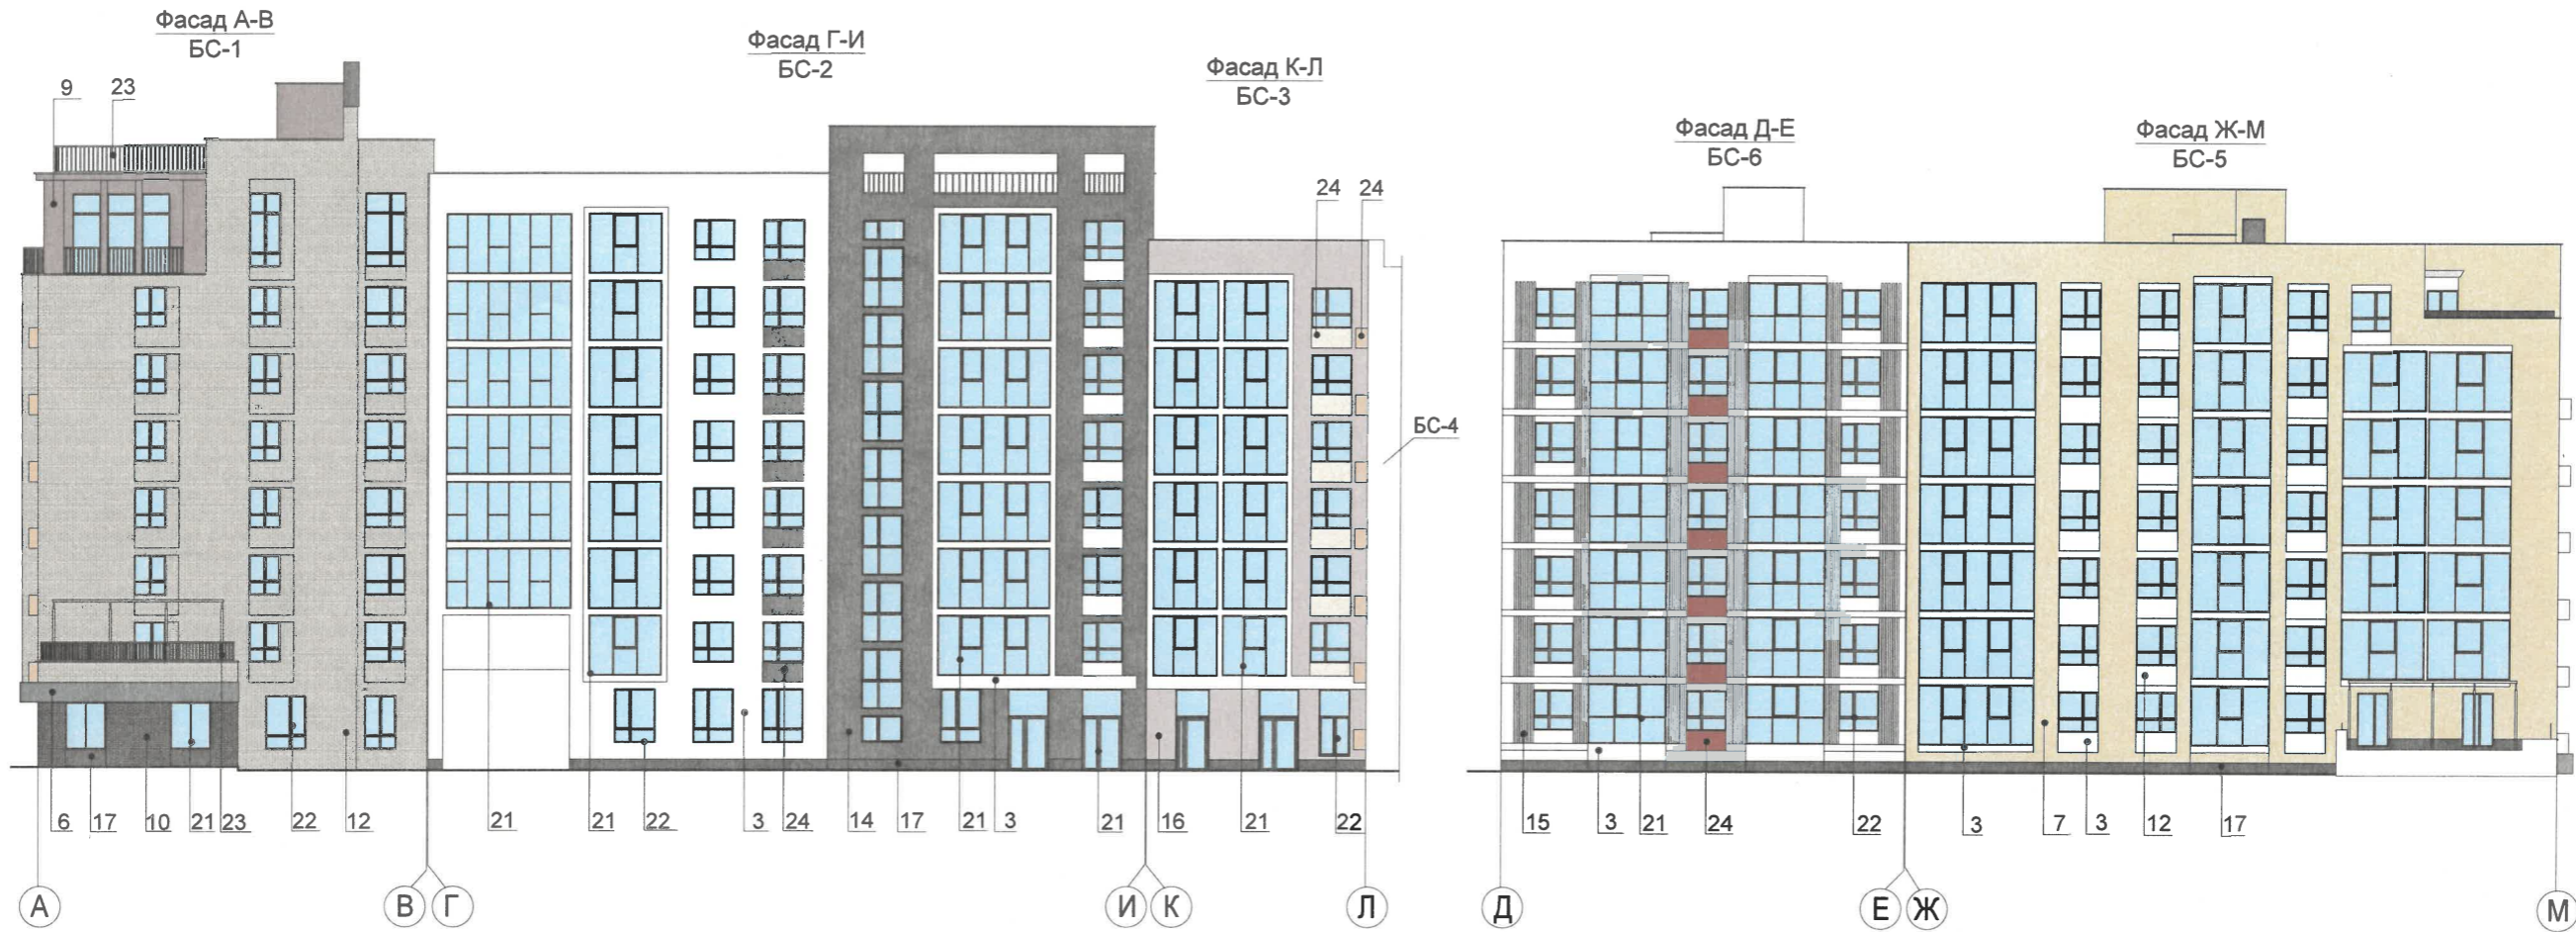 Фасад А-В
БС-1
Фасад Г-И
БС-2
Фасад К-Л
БС-3
Фасад Д-Е
БС-6
Фасад Ж-М
БС-5
9 23
24 24
БС-4
6 17 10 21 23 22 12 21 21 22 3 24 14 17 21 3 21 16 21 22
15 3 21 24 22 3 7 3 12 17
А В Г И К Л Д Е Ж М